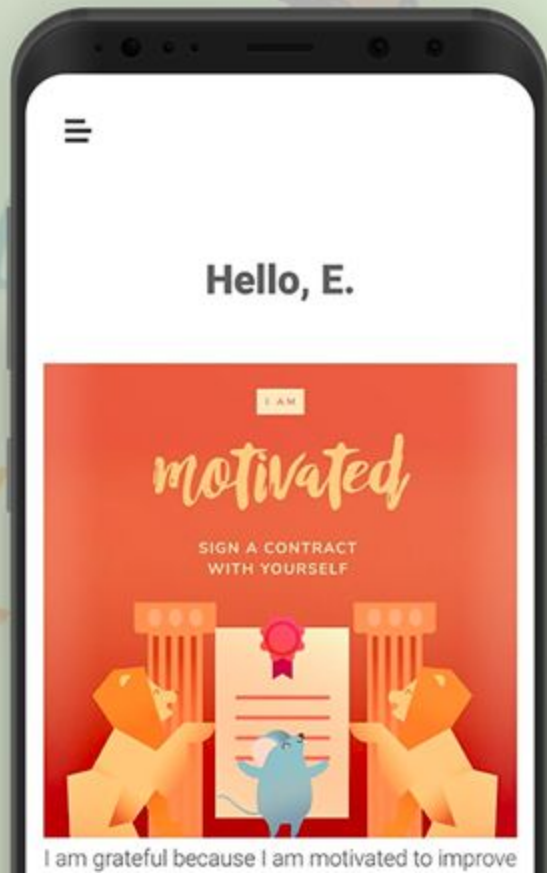 Hello, E.
I AM
motivated
SIGN A CONTRACT
WITH YOURSELF
I am grateful because I am motivated to improve